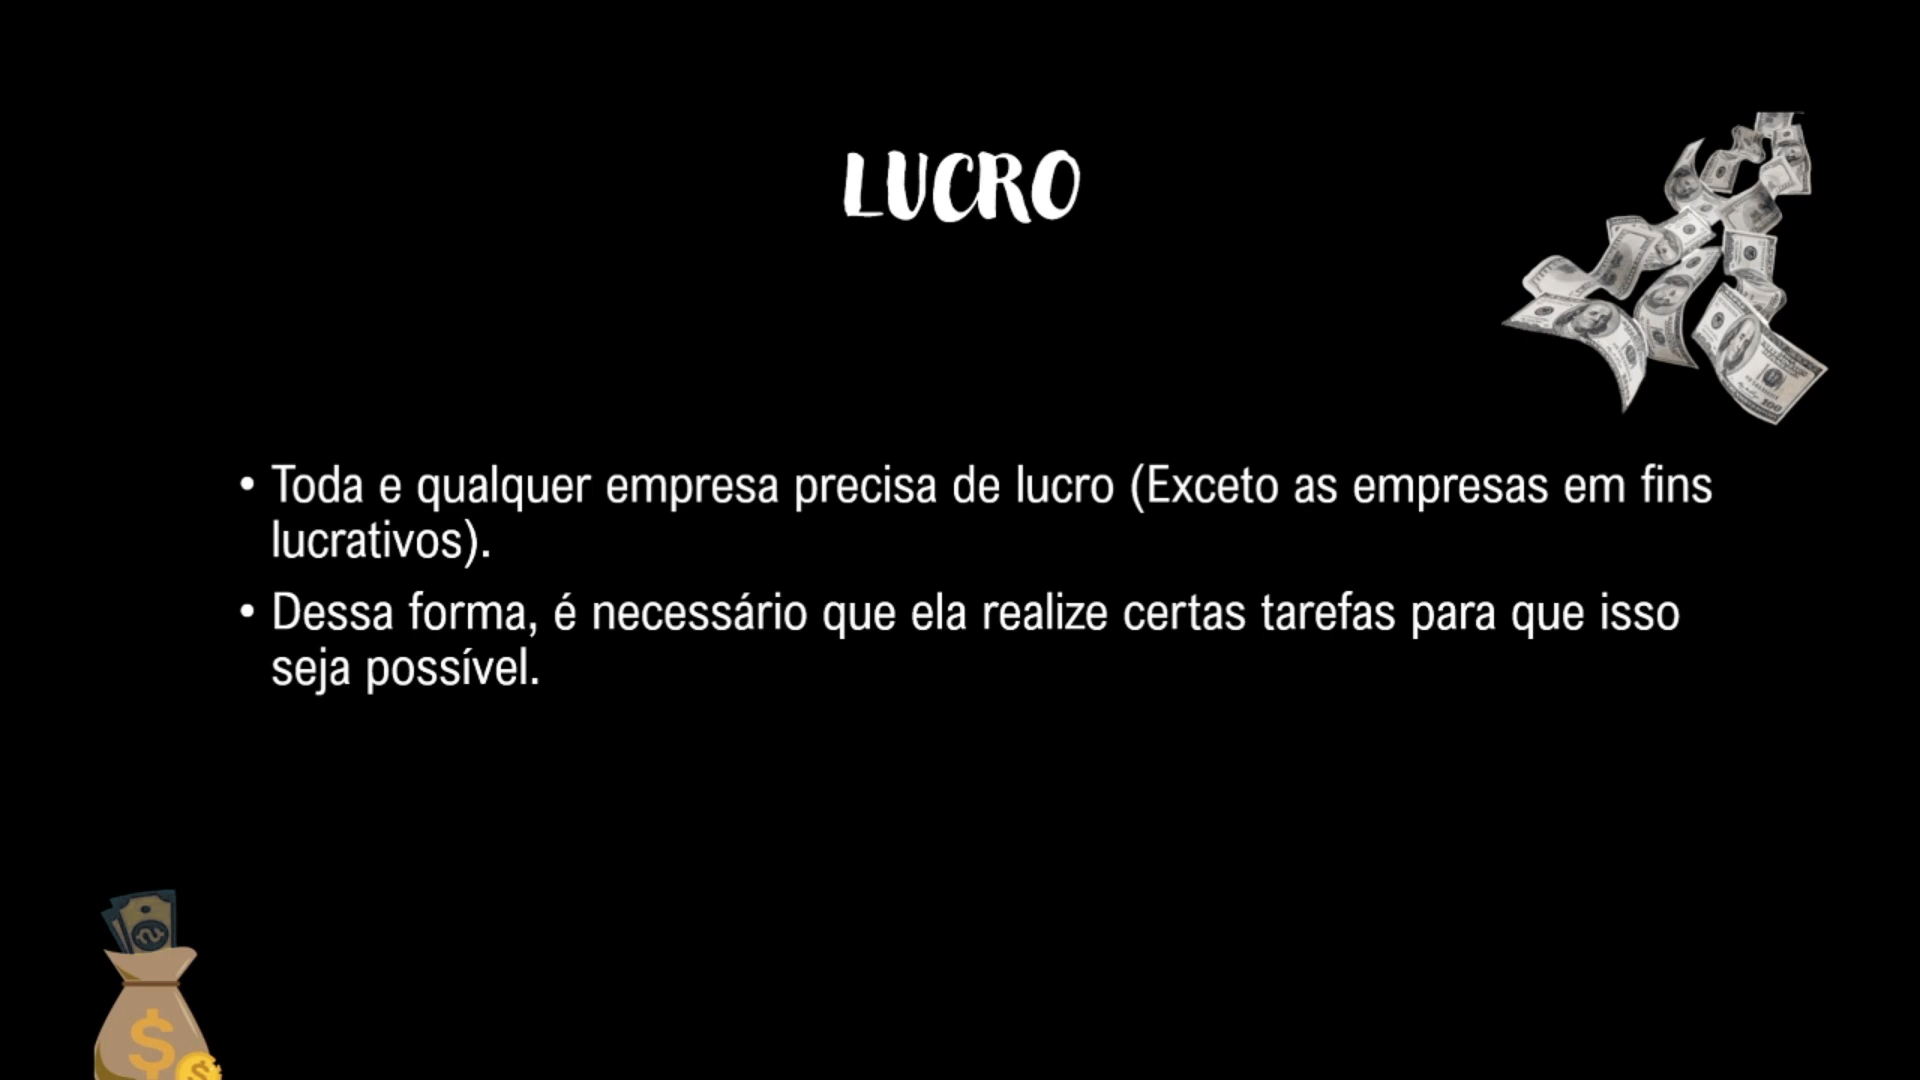 LUCRO
• Toda e qualquer empresa precisa de lucro (Exceto as empresas em fins
lucrativos).
• Dessa forma, é necessário que ela realize certas tarefas para que isso
seja possível.
$
$